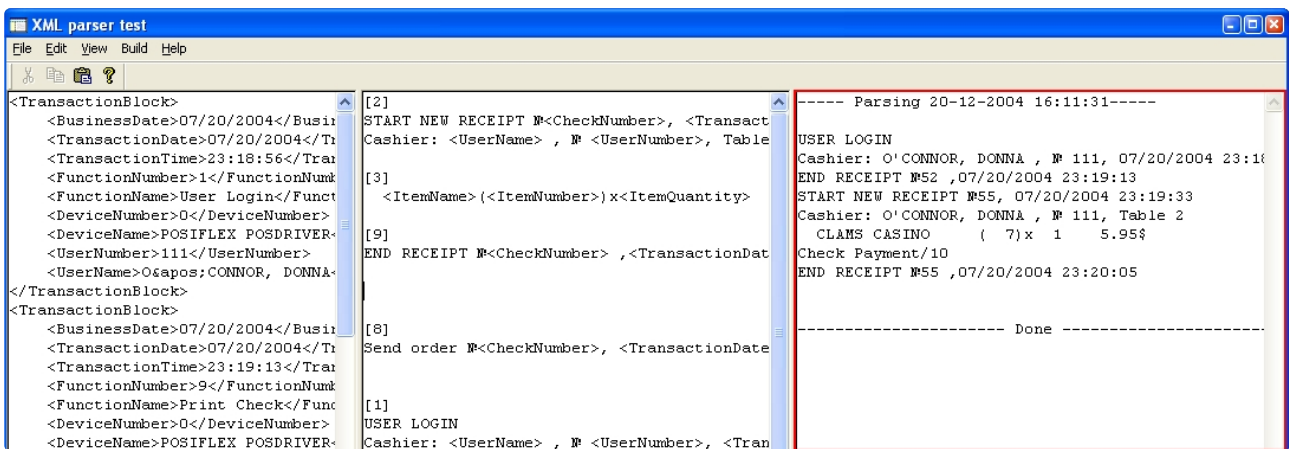 XML parser test
File Edit View Build Help
<TransactionBlock>
<BusinessDate>07/20/2004</Busin
<TransactionDate>07/20/2004</Tr
<TransactionTime>23:18:56</Tran
<FunctionNumber>1</FunctionNumb
<FunctionName>User Login</Funct
<DeviceNumber>0</DeviceNumber>
<DeviceName>POSIFLEX POSDRIVER<
<UserNumber>111</UserNumber>
<UserName>O&apos;CONNOR, DONNA<
</TransactionBlock>
<TransactionBlock>
<BusinessDate>07/20/2004</Busin
<TransactionDate>07/20/2004</Tr
<TransactionTime>23:19:13</Tran
<FunctionNumber>9</FunctionNumb
<FunctionName>Print Check</Func
<DeviceNumber>0</DeviceNumber>
<DeviceName>POSIFLEX POSDRIVER<
[2]
START NEW RECEIPT №<CheckNumber>, <Transact
Cashier: <UserName> , № <UserNumber>, Table
[3]
<ItemName>(<ItemNumber>)x<ItemQuantity>
[9]
END RECEIPT №<CheckNumber> ,<TransactionDat
[8]
Send order №<CheckNumber>, <TransactionDate
[1]
USER LOGIN
Cashier: <UserName> , № <UserNumber>, <Tran
----- Parsing 20-12-2004 16:11:31-----
USER LOGIN
Cashier: O'CONNOR, DONNA , № 111, 07/20/2004 23:18
END RECEIPT №52 ,07/20/2004 23:19:13
START NEW RECEIPT №55, 07/20/2004 23:19:33
Cashier: O'CONNOR, DONNA , № 111, Table 2
CLAMS CASINO ( 7)x 1 5.95$
Check Payment/10
END RECEIPT №55 ,07/20/2004 23:20:05
---------------------- Done ----------------------